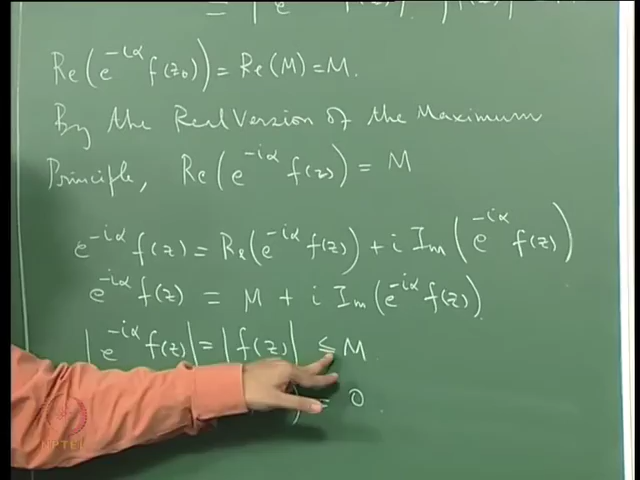 = |e f(z)|
Re(e^{-iα} f(z₀)) = Re(M) = M.
By the Real Version of the Maximum
Principle, Re(e^{-iα} f(z)) = M
e^{-iα} f(z) = Re(e^{-iα} f(z)) + i Im(e^{-iα} f(z))
e^{-iα} f(z) = M + i Im(e^{-iα} f(z)).
|e^{-iα} f(z)| = |f(z)| ≤ M.
) = 0.
NPTEL